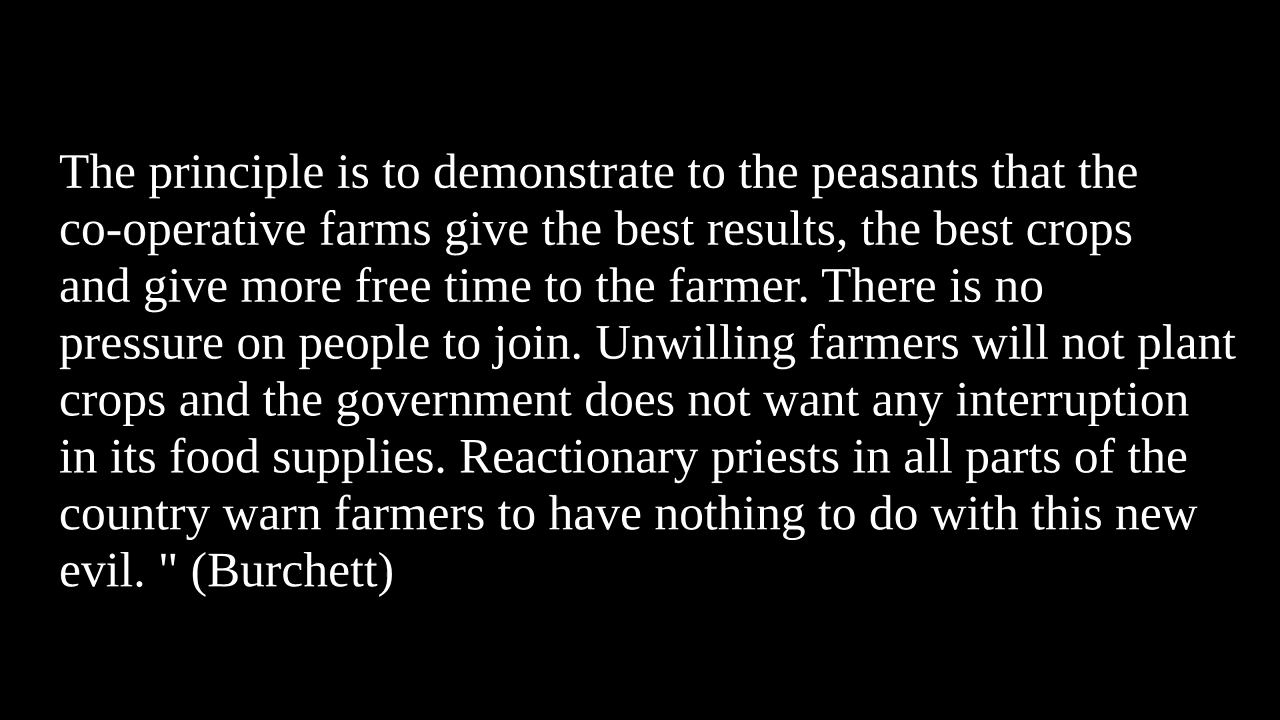 The principle is to demonstrate to the peasants that the
co-operative farms give the best results, the best crops
and give more free time to the farmer. There is no
pressure on people to join. Unwilling farmers will not plant
crops and the government does not want any interruption
in its food supplies. Reactionary priests in all parts of the
country warn farmers to have nothing to do with this new
evil. " (Burchett)